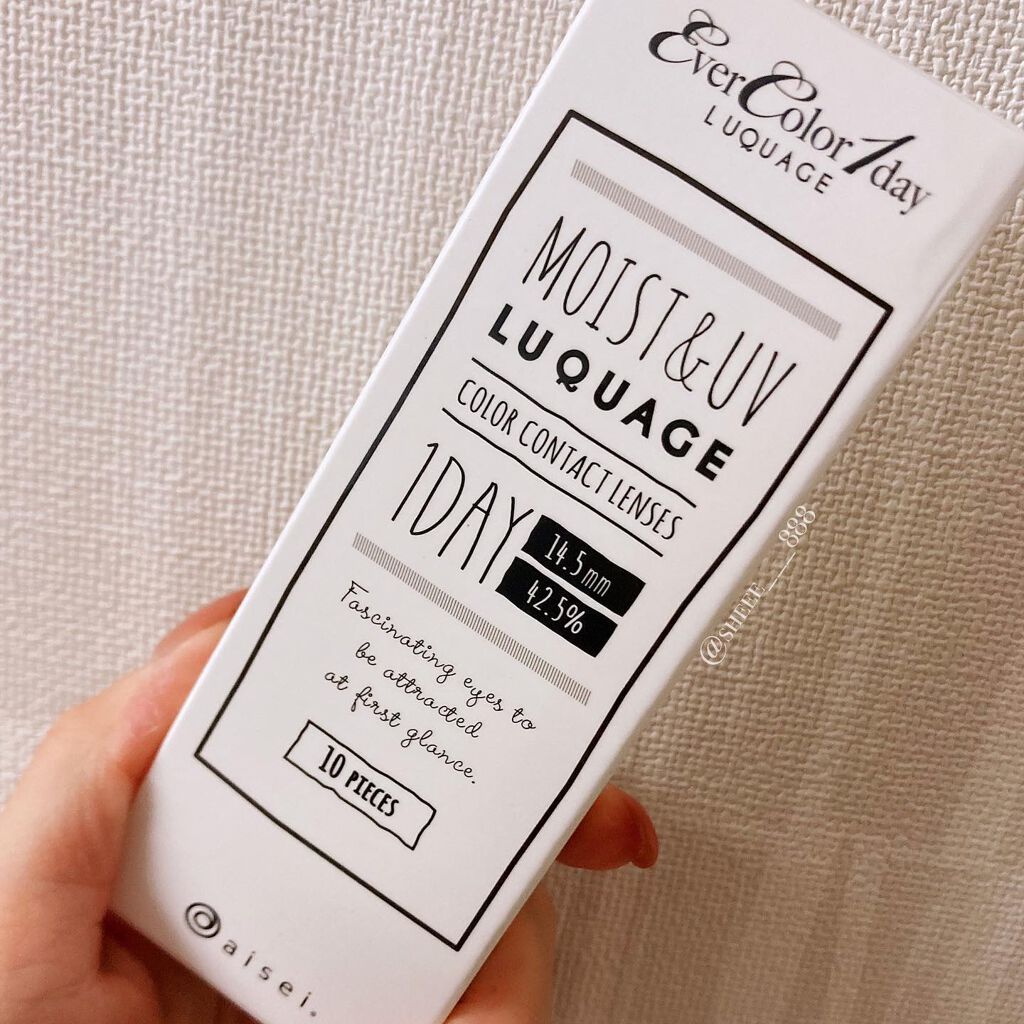 EverColor1day
LUQUAGE
MOIST&UV
LUQUAGE
COLOR CONTACT LENSES
1DAY
14.5mm
42.5%
Fascinating eyes to
be attracted
at first glance.
10 PIECES
aisei.
@SHEEE___888